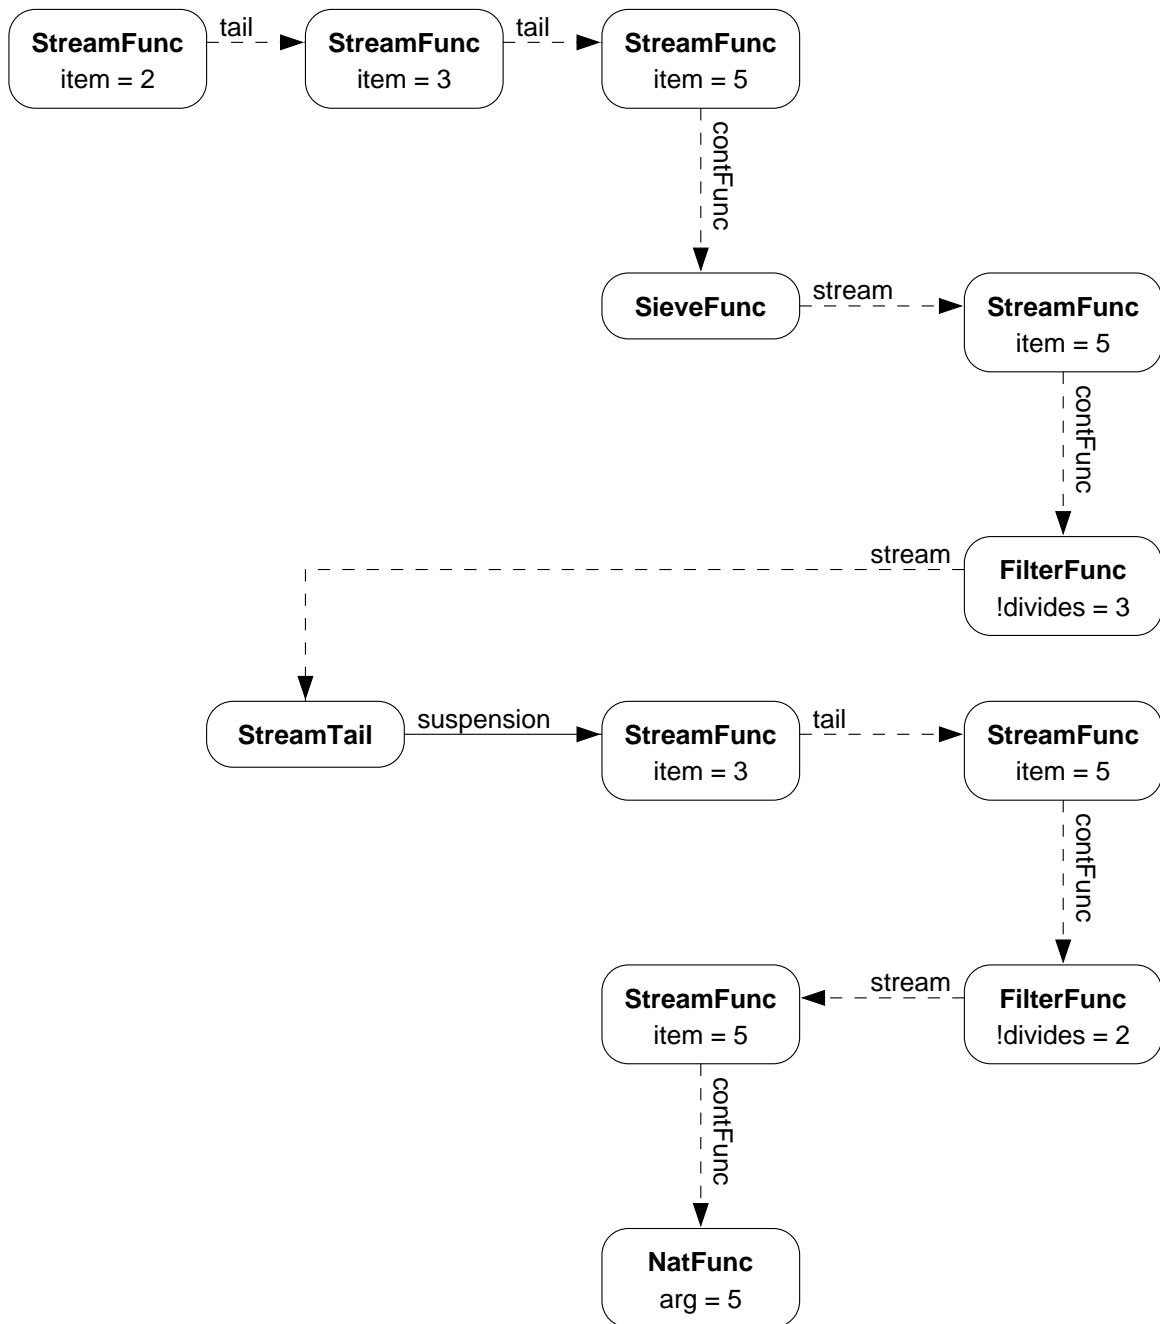 StreamFunc
item = 2
tail
StreamFunc
item = 3
tail
StreamFunc
item = 5
contFunc
SieveFunc
stream
StreamFunc
item = 5
contFunc
stream
FilterFunc
!divides = 3
StreamTail
suspension
StreamFunc
item = 3
tail
StreamFunc
item = 5
contFunc
StreamFunc
item = 5
stream
FilterFunc
!divides = 2
contFunc
NatFunc
arg = 5